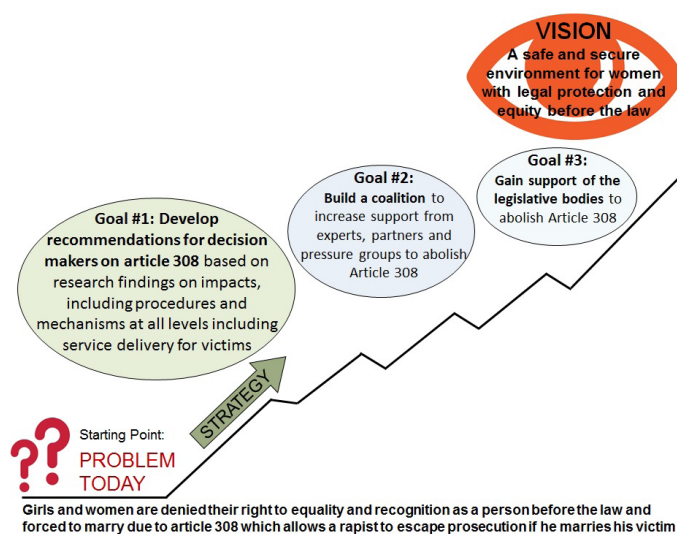 VISION
A safe and secure
environment for women
with legal protection and
equity before the law
Goal #3:
Gain support of the
legislative bodies to
abolish Article 308
Goal #2:
Build a coalition to
increase support from
experts, partners and
pressure groups to abolish
Article 308
Goal #1: Develop
recommendations for decision
makers on article 308 based on
research findings on impacts,
including procedures and
mechanisms at all levels including
service delivery for victims
STRATEGY
??
Starting Point:
PROBLEM
TODAY
Girls and women are denied their right to equality and recognition as a person before the law and
forced to marry due to article 308 which allows a rapist to escape prosecution if he marries his victim